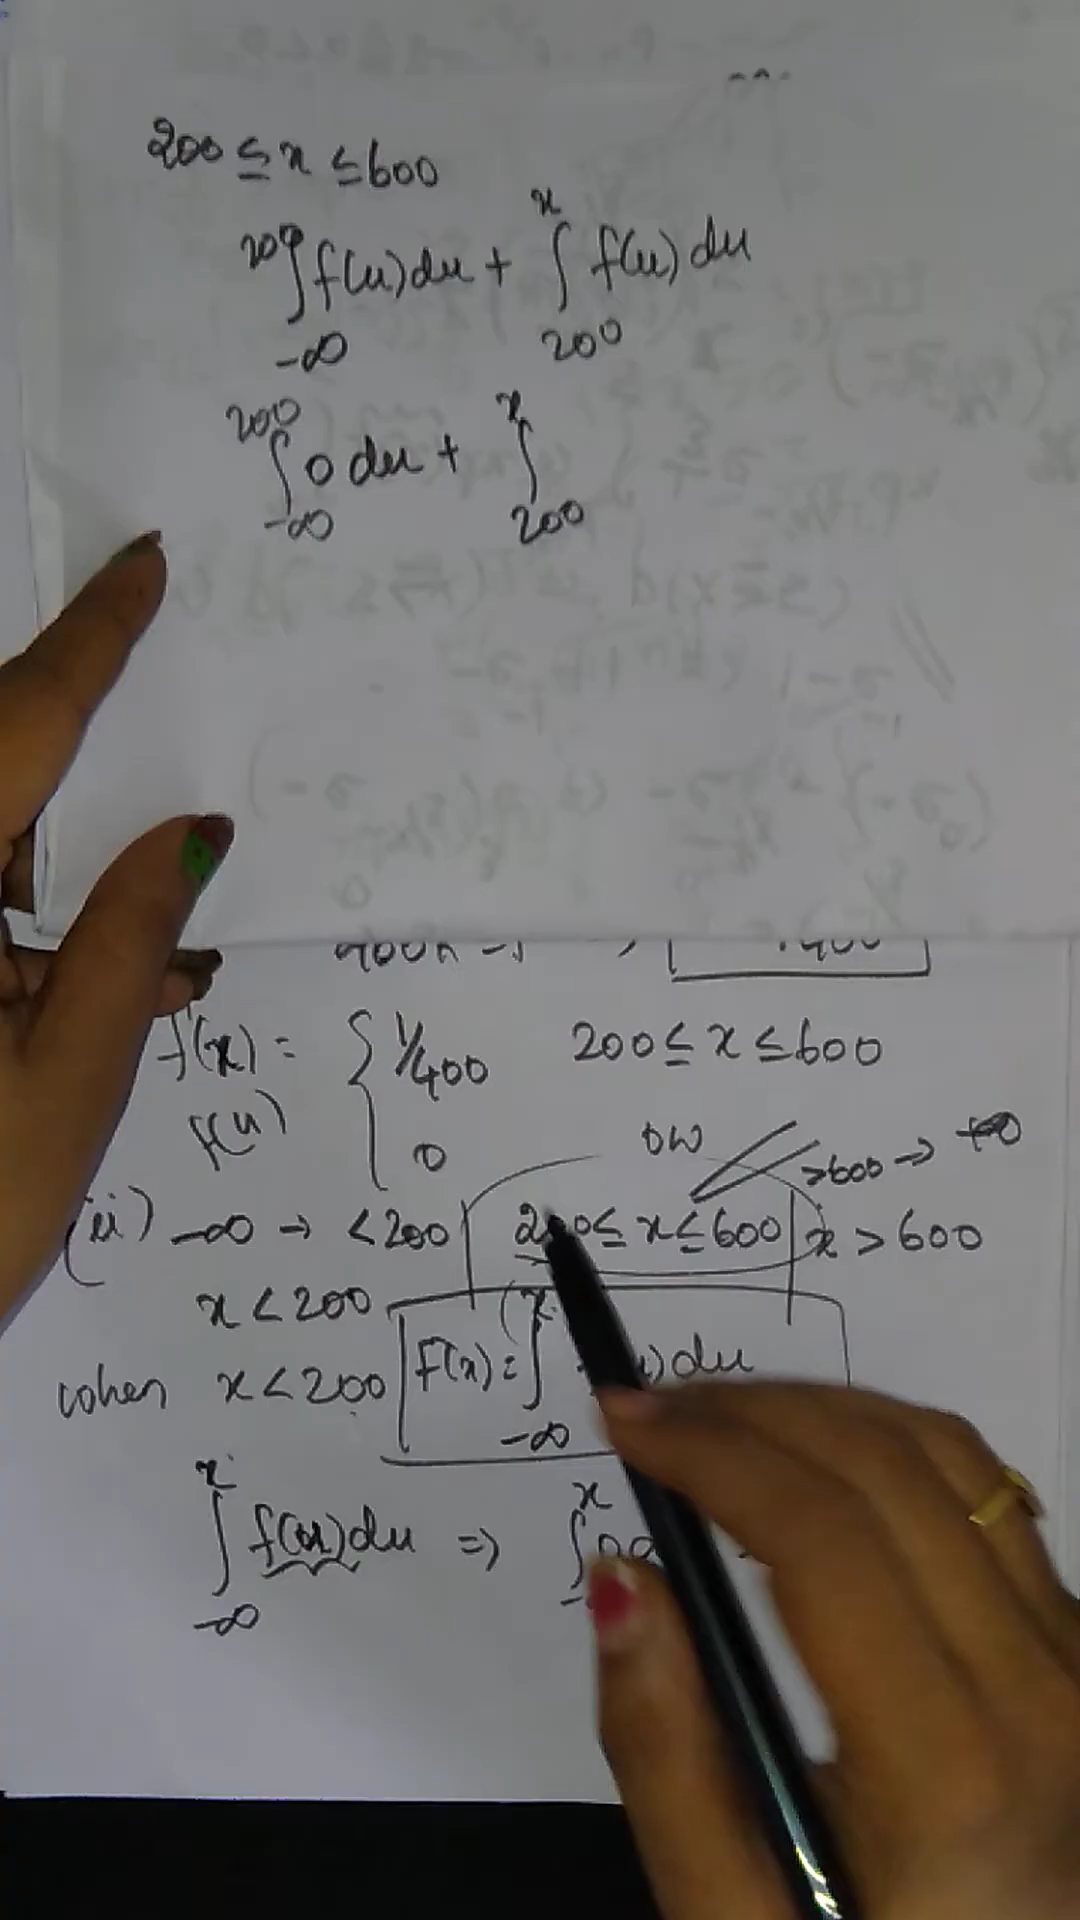 200 ≤ x ≤ 600
200∫-∞ f(u) du + x∫200 f(u) du
200∫-∞ 0 du + x∫200
f(x) = { 1/400 200 ≤ x ≤ 600
f(u) 0 ow
>600 →
(ii) -∞ → <200 | 200 ≤ x ≤ 600 | x > 600
x < 200
when x < 200 F(x) = x∫-∞ du
x∫-∞ f(u) du ⇒ x∫